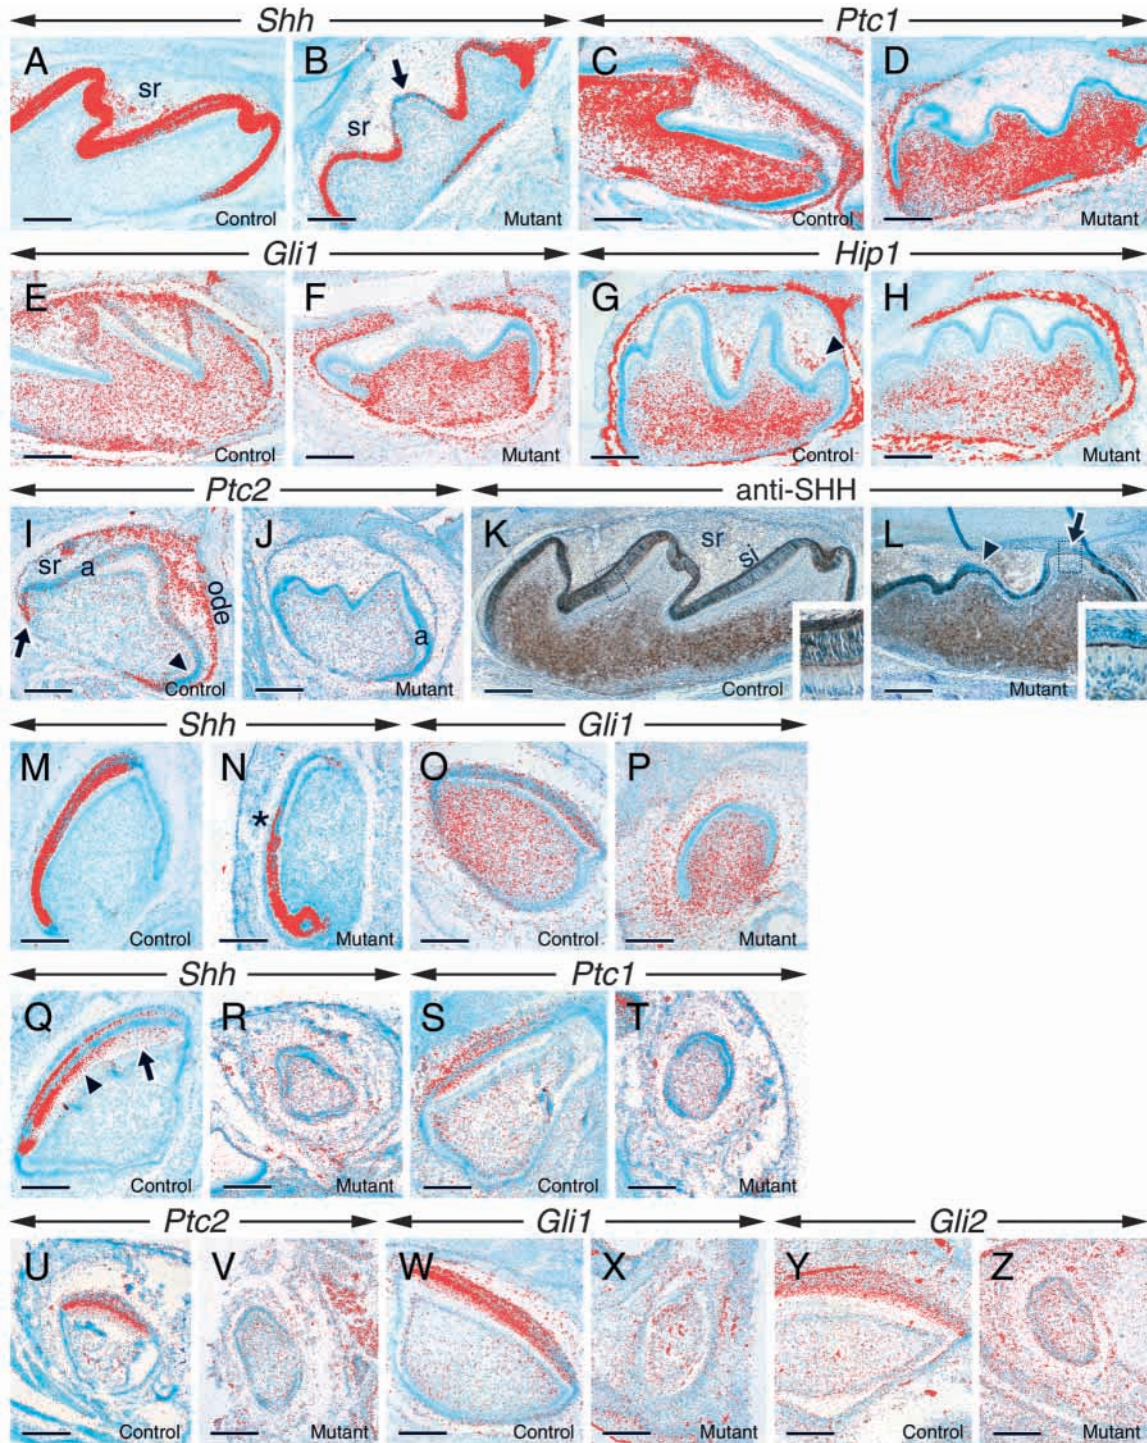 Shh Ptc1
A sr Control B sr Mutant C Control D Mutant
Gli1 Hip1
E Control F Mutant G Control H Mutant
Ptc2 anti-SHH
I sr a ode Control J a Mutant K sr si Control L Mutant
Shh Gli1
M Control N * Mutant O Control P Mutant
Shh Ptc1
Q Control R Mutant S Control T Mutant
Ptc2 Gli1 Gli2
U Control V Mutant W Control X Mutant Y Control Z Mutant